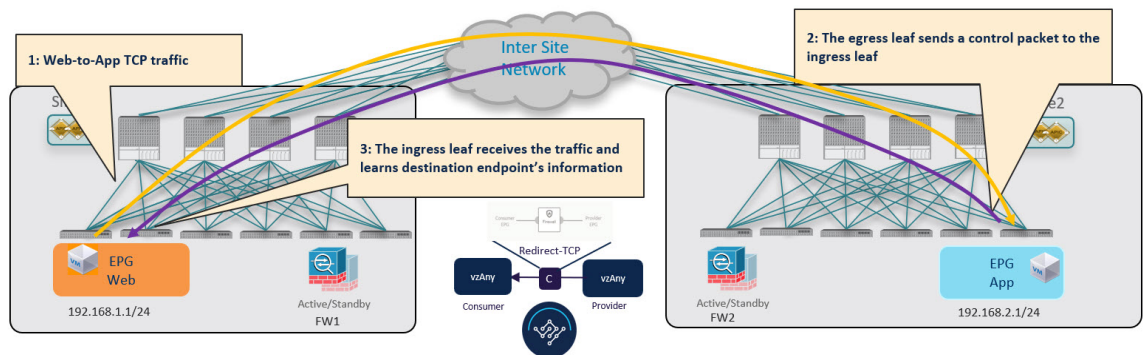 1: Web-to-App TCP traffic
Inter Site
Network
2: The egress leaf sends a control packet to the
ingress leaf
3: The ingress leaf receives the traffic and
learns destination endpoint's information
Consumer
EPG
Firewall
Provider
EPG
Redirect-TCP
vzAny
C
vzAny
Consumer
Provider
VM
EPG
Web
192.168.1.1/24
Active/Standby
FW1
Active/Standby
FW2
EPG
App
VM
192.168.2.1/24